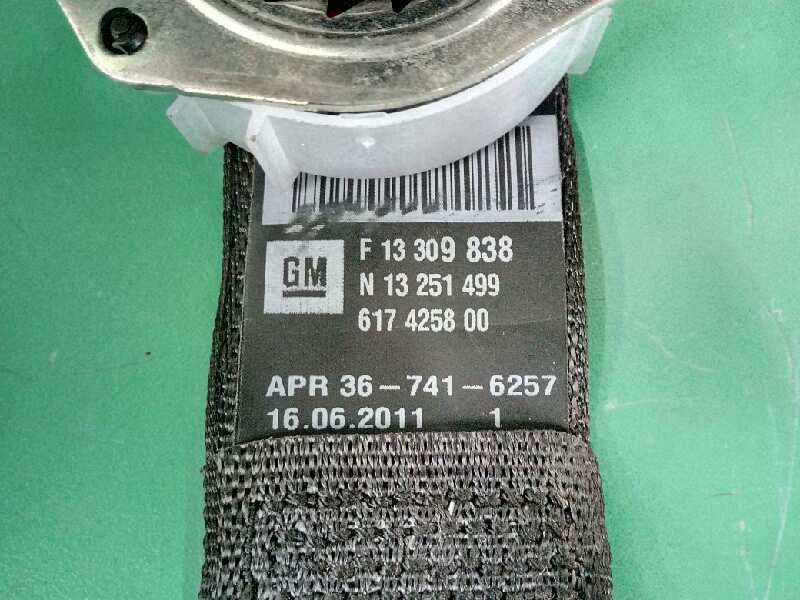 GM
F 13 309 838
N 13 251 499
617 4258 00
APR 36-741-6257
16.06.2011 1